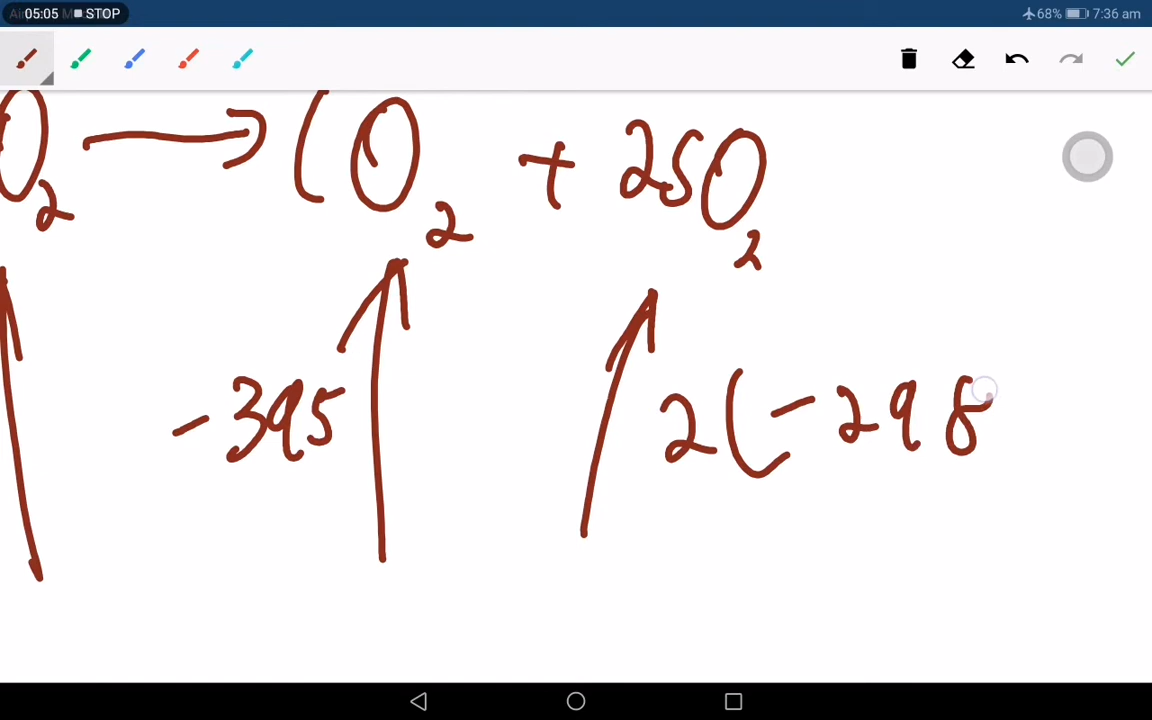 05:05 STOP
68% 7:36 am
O₂ → CO₂ + 2SO₂
-395
2(-298